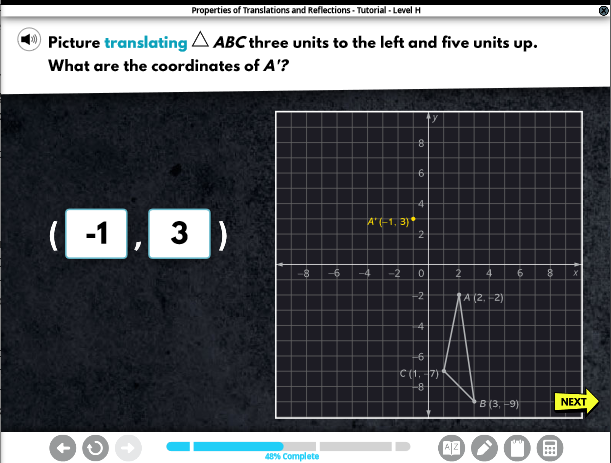 Properties of Translations and Reflections - Tutorial - Level H
Picture translating △ ABC three units to the left and five units up.
What are the coordinates of A'?
y
8
6
4
A' (−1, 3)
2
( -1 , 3 )
−8 −6 −4 −2 0 2 4 6 8 x
−2
A (2, −2)
−4
−6
C (1, −7)
−8
B (3, −9)
NEXT
A Z
48% Complete